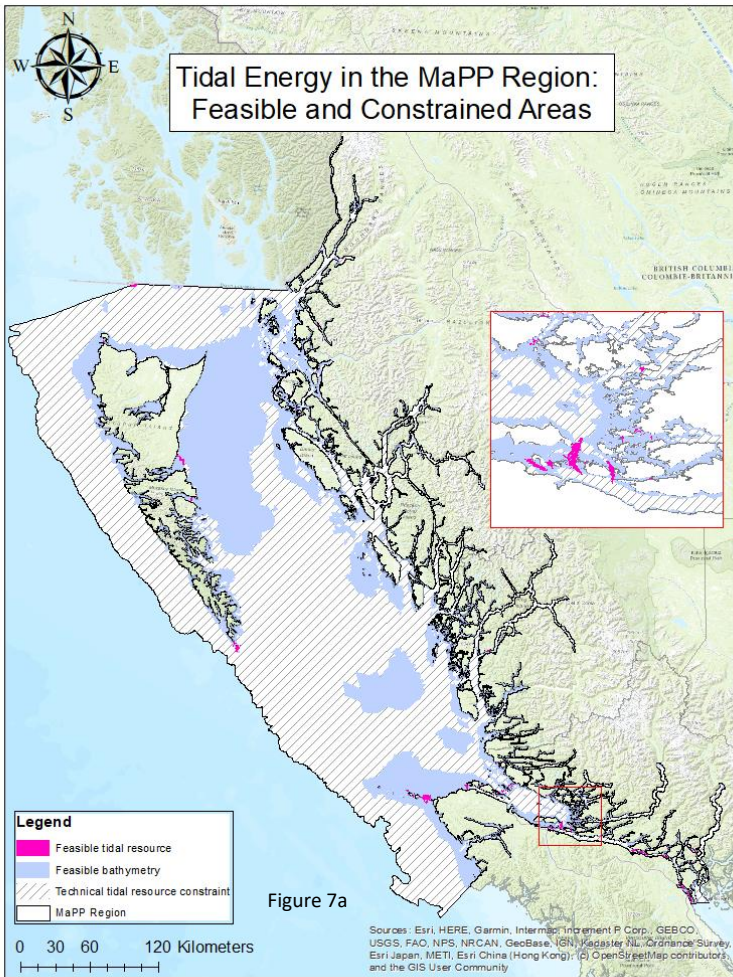 N
W
E
S
Tidal Energy in the MaPP Region:
Feasible and Constrained Areas
SKEENA MOUNTAINS
BRITISH COLUMBIA
COLOMBIE-BRITANNI
Legend
Feasible tidal resource
Feasible bathymetry
Technical tidal resource constraint
MaPP Region
0 30 60 120 Kilometers
Figure 7a
Sources: Esri, HERE, Garmin, Intermap, increment P Corp., GEBCO,
USGS, FAO, NPS, NRCAN, GeoBase, IGN, Kadaster NL, Ordnance Survey,
Esri Japan, METI, Esri China (Hong Kong), (c) OpenStreetMap contributors,
and the GIS User Community